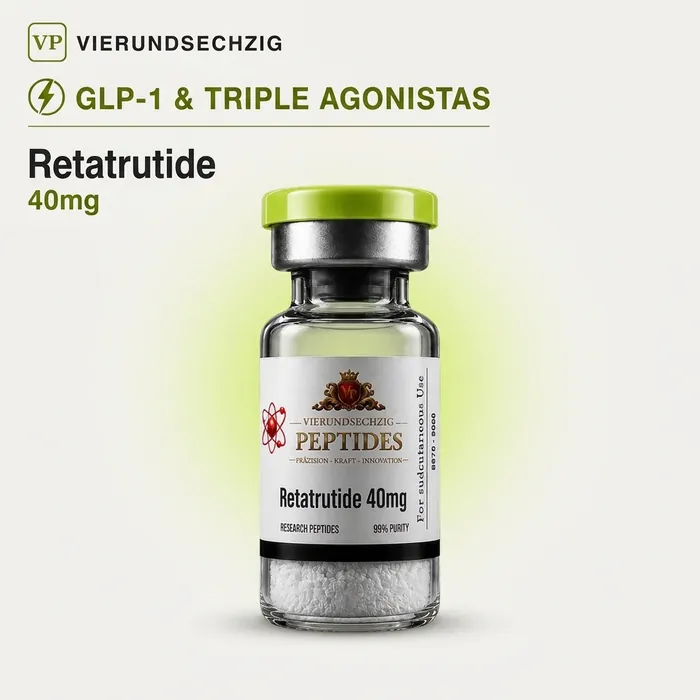 VP VIERUNDSECHZIG
GLP-1 & TRIPLE AGONISTAS
Retatrutide
40mg
VP
VIERUNDSECHZIG
PEPTIDES
PRÄZISION - KRAFT - INNOVATION
Retatrutide 40mg
RESEARCH PEPTIDES 99% PURITY
For sudcutaneous Use